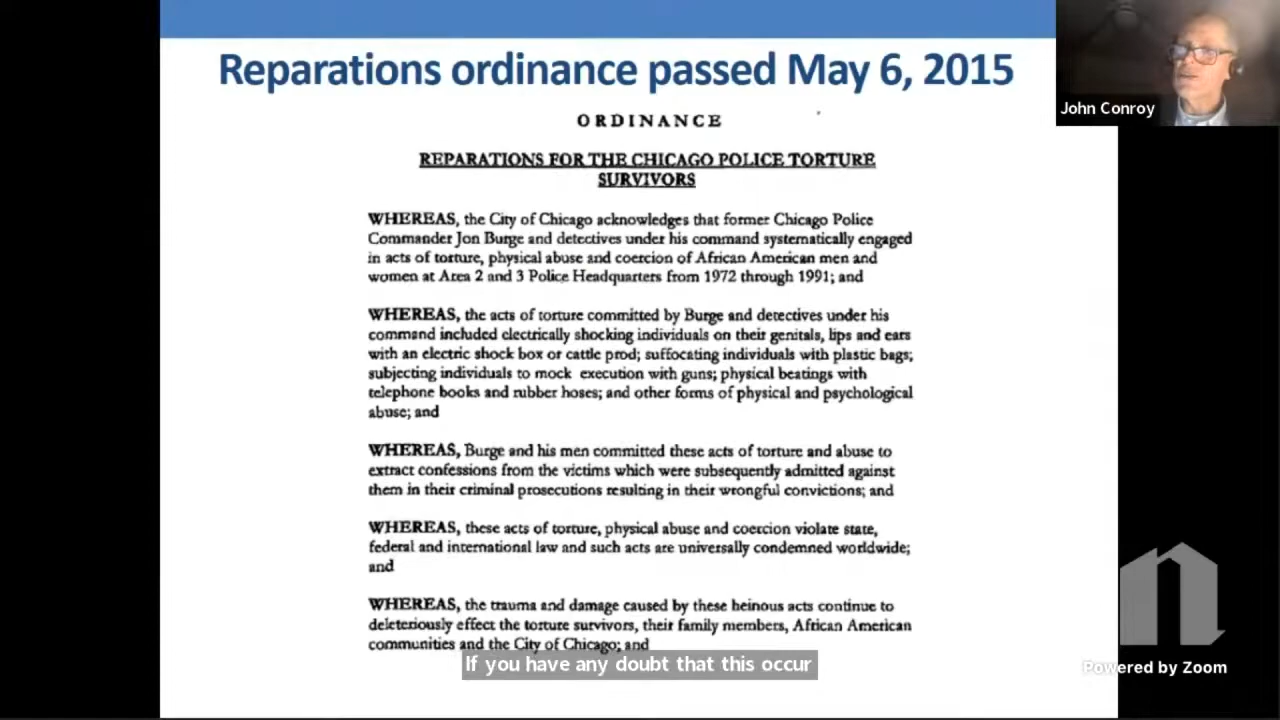 Reparations ordinance passed May 6, 2015
John Conroy
ORDINANCE
REPARATIONS FOR THE CHICAGO POLICE TORTURE
SURVIVORS
WHEREAS, the City of Chicago acknowledges that former Chicago Police
Commander Jon Burge and detectives under his command systematically engaged
in acts of torture, physical abuse and coercion of African American men and
women at Area 2 and 3 Police Headquarters from 1972 through 1991; and
WHEREAS, the acts of torture committed by Burge and detectives under his
command included electrically shocking individuals on their genitals, lips and ears
with an electric shock box or cattle prod; suffocating individuals with plastic bags;
subjecting individuals to mock execution with guns; physical beatings with
telephone books and rubber hoses; and other forms of physical and psychological
abuse; and
WHEREAS, Burge and his men committed these acts of torture and abuse to
extract confessions from the victims which were subsequently admitted against
them in their criminal prosecutions resulting in their wrongful convictions; and
WHEREAS, these acts of torture, physical abuse and coercion violate state,
federal and international law and such acts are universally condemned worldwide;
and
WHEREAS, the trauma and damage caused by these heinous acts continue to
deleteriously effect the torture survivors, their family members, African American
communities and the City of Chicago; and
If you have any doubt that this occur
n
Powered by Zoom